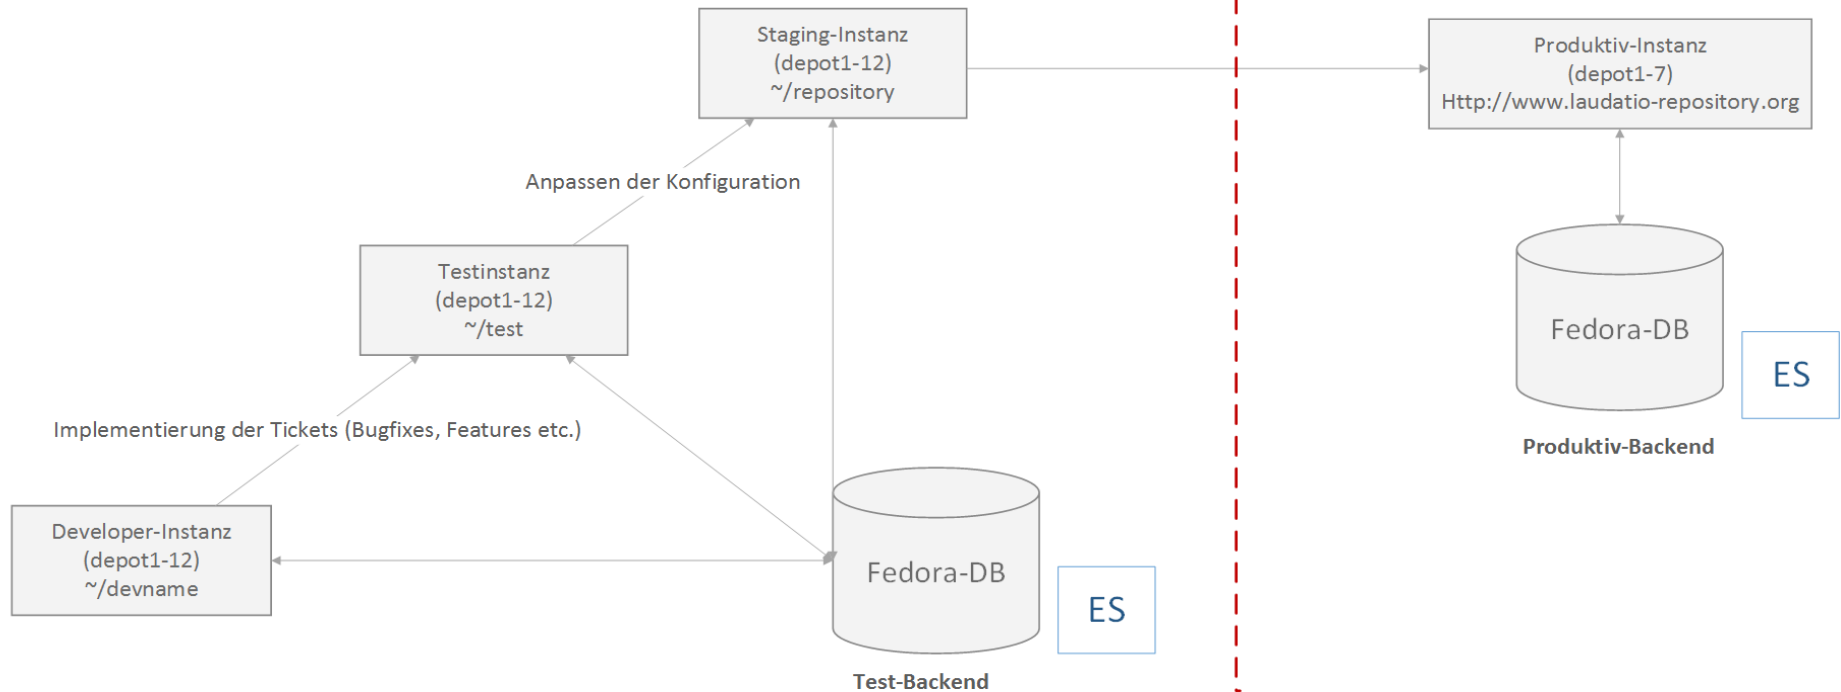 Staging-Instanz
(depot1-12)
~/repository
Produktiv-Instanz
(depot1-7)
Http://www.laudatio-repository.org
Anpassen der Konfiguration
Testinstanz
(depot1-12)
~/test
Fedora-DB
ES
Produktiv-Backend
Implementierung der Tickets (Bugfixes, Features etc.)
Developer-Instanz
(depot1-12)
~/devname
Fedora-DB
ES
Test-Backend